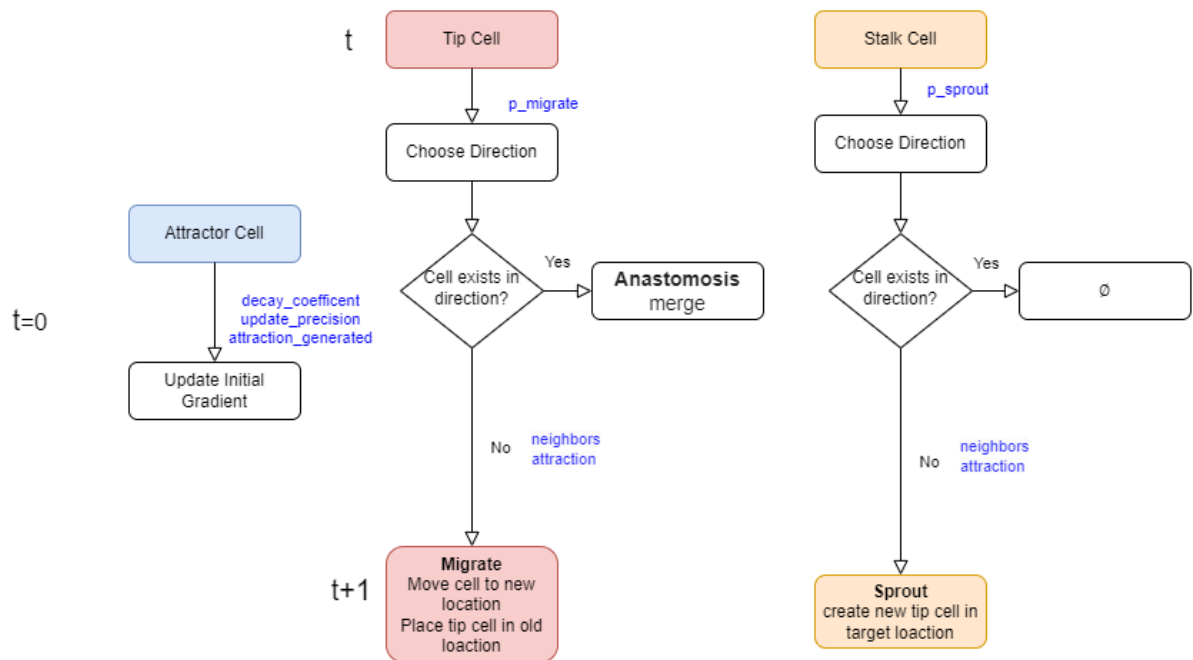 t
Tip Cell
Stalk Cell
p_migrate
p_sprout
Choose Direction
Choose Direction
Attractor Cell
Cell exists in
direction?
Yes
Anastomosis
merge
Cell exists in
direction?
Yes
Ø
t=0
decay_coefficent
update_precision
attraction_generated
Update Initial
Gradient
No
neighbors
attraction
No
neighbors
attraction
t+1
Migrate
Move cell to new
location
Place tip cell in old
loaction
Sprout
create new tip cell in
target loaction